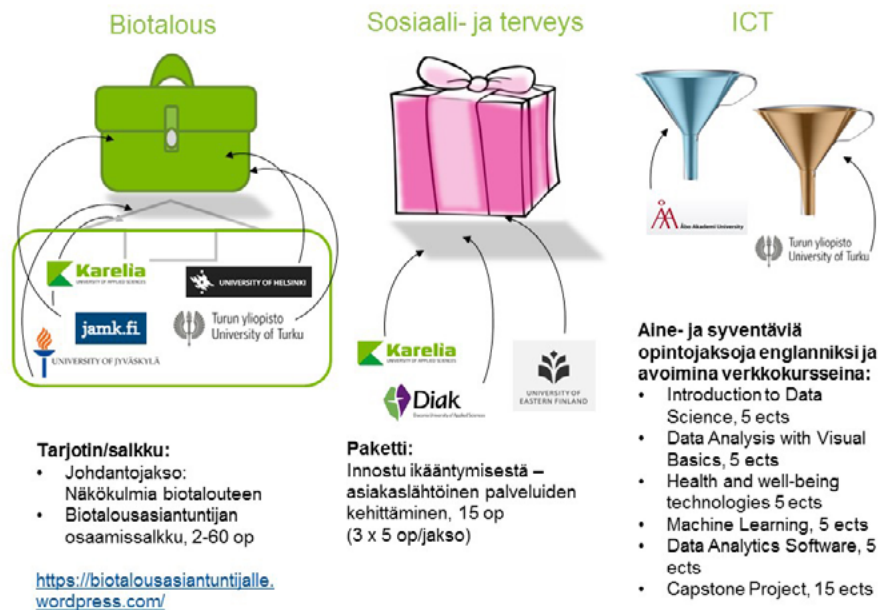 Biotalous
Karelia
UNIVERSITY OF APPLIED SCIENCES
UNIVERSITY OF HELSINKI
jamk.fi
Turun yliopisto
University of Turku
UNIVERSITY OF JYVÄSKYLÄ
Tarjotin/salkku:
• Johdantojakso:
Näkökulmia biotalouteen
• Biotalousasiantuntijan
osaamissalkku, 2-60 op
https://biotalousasiantuntijalle.
wordpress.com/
Sosiaali- ja terveys
Karelia
UNIVERSITY OF APPLIED SCIENCES
Diak
UNIVERSITY OF
EASTERN FINLAND
Paketti:
Innostu ikääntymisestä –
asiakaslähtöinen palveluiden
kehittäminen, 15 op
(3 x 5 op/jakso)
ICT
Åbo Akademi University
Turun yliopisto
University of Turku
Aine- ja syventäviä
opintojaksoja englanniksi ja
avoimina verkkokursseina:
• Introduction to Data
Science, 5 ects
• Data Analysis with Visual
Basics, 5 ects
• Health and well-being
technologies 5 ects
• Machine Learning, 5 ects
• Data Analytics Software, 5
ects
• Capstone Project, 15 ects